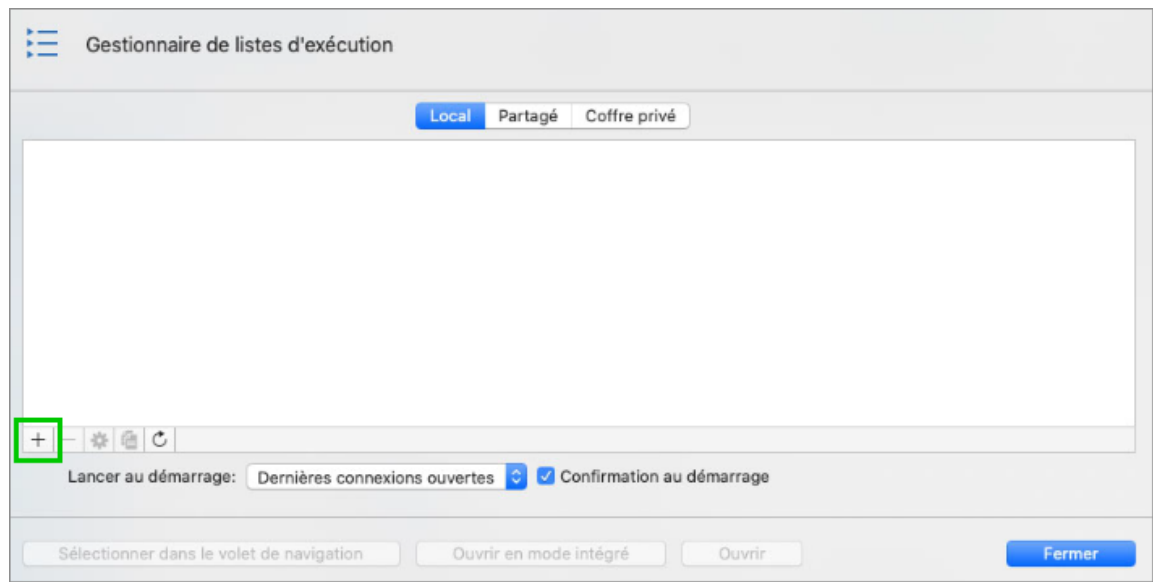 Gestionnaire de listes d'exécution
Local Partagé Coffre privé
Lancer au démarrage: Dernières connexions ouvertes Confirmation au démarrage
Sélectionner dans le volet de navigation Ouvrir en mode intégré Ouvrir Fermer